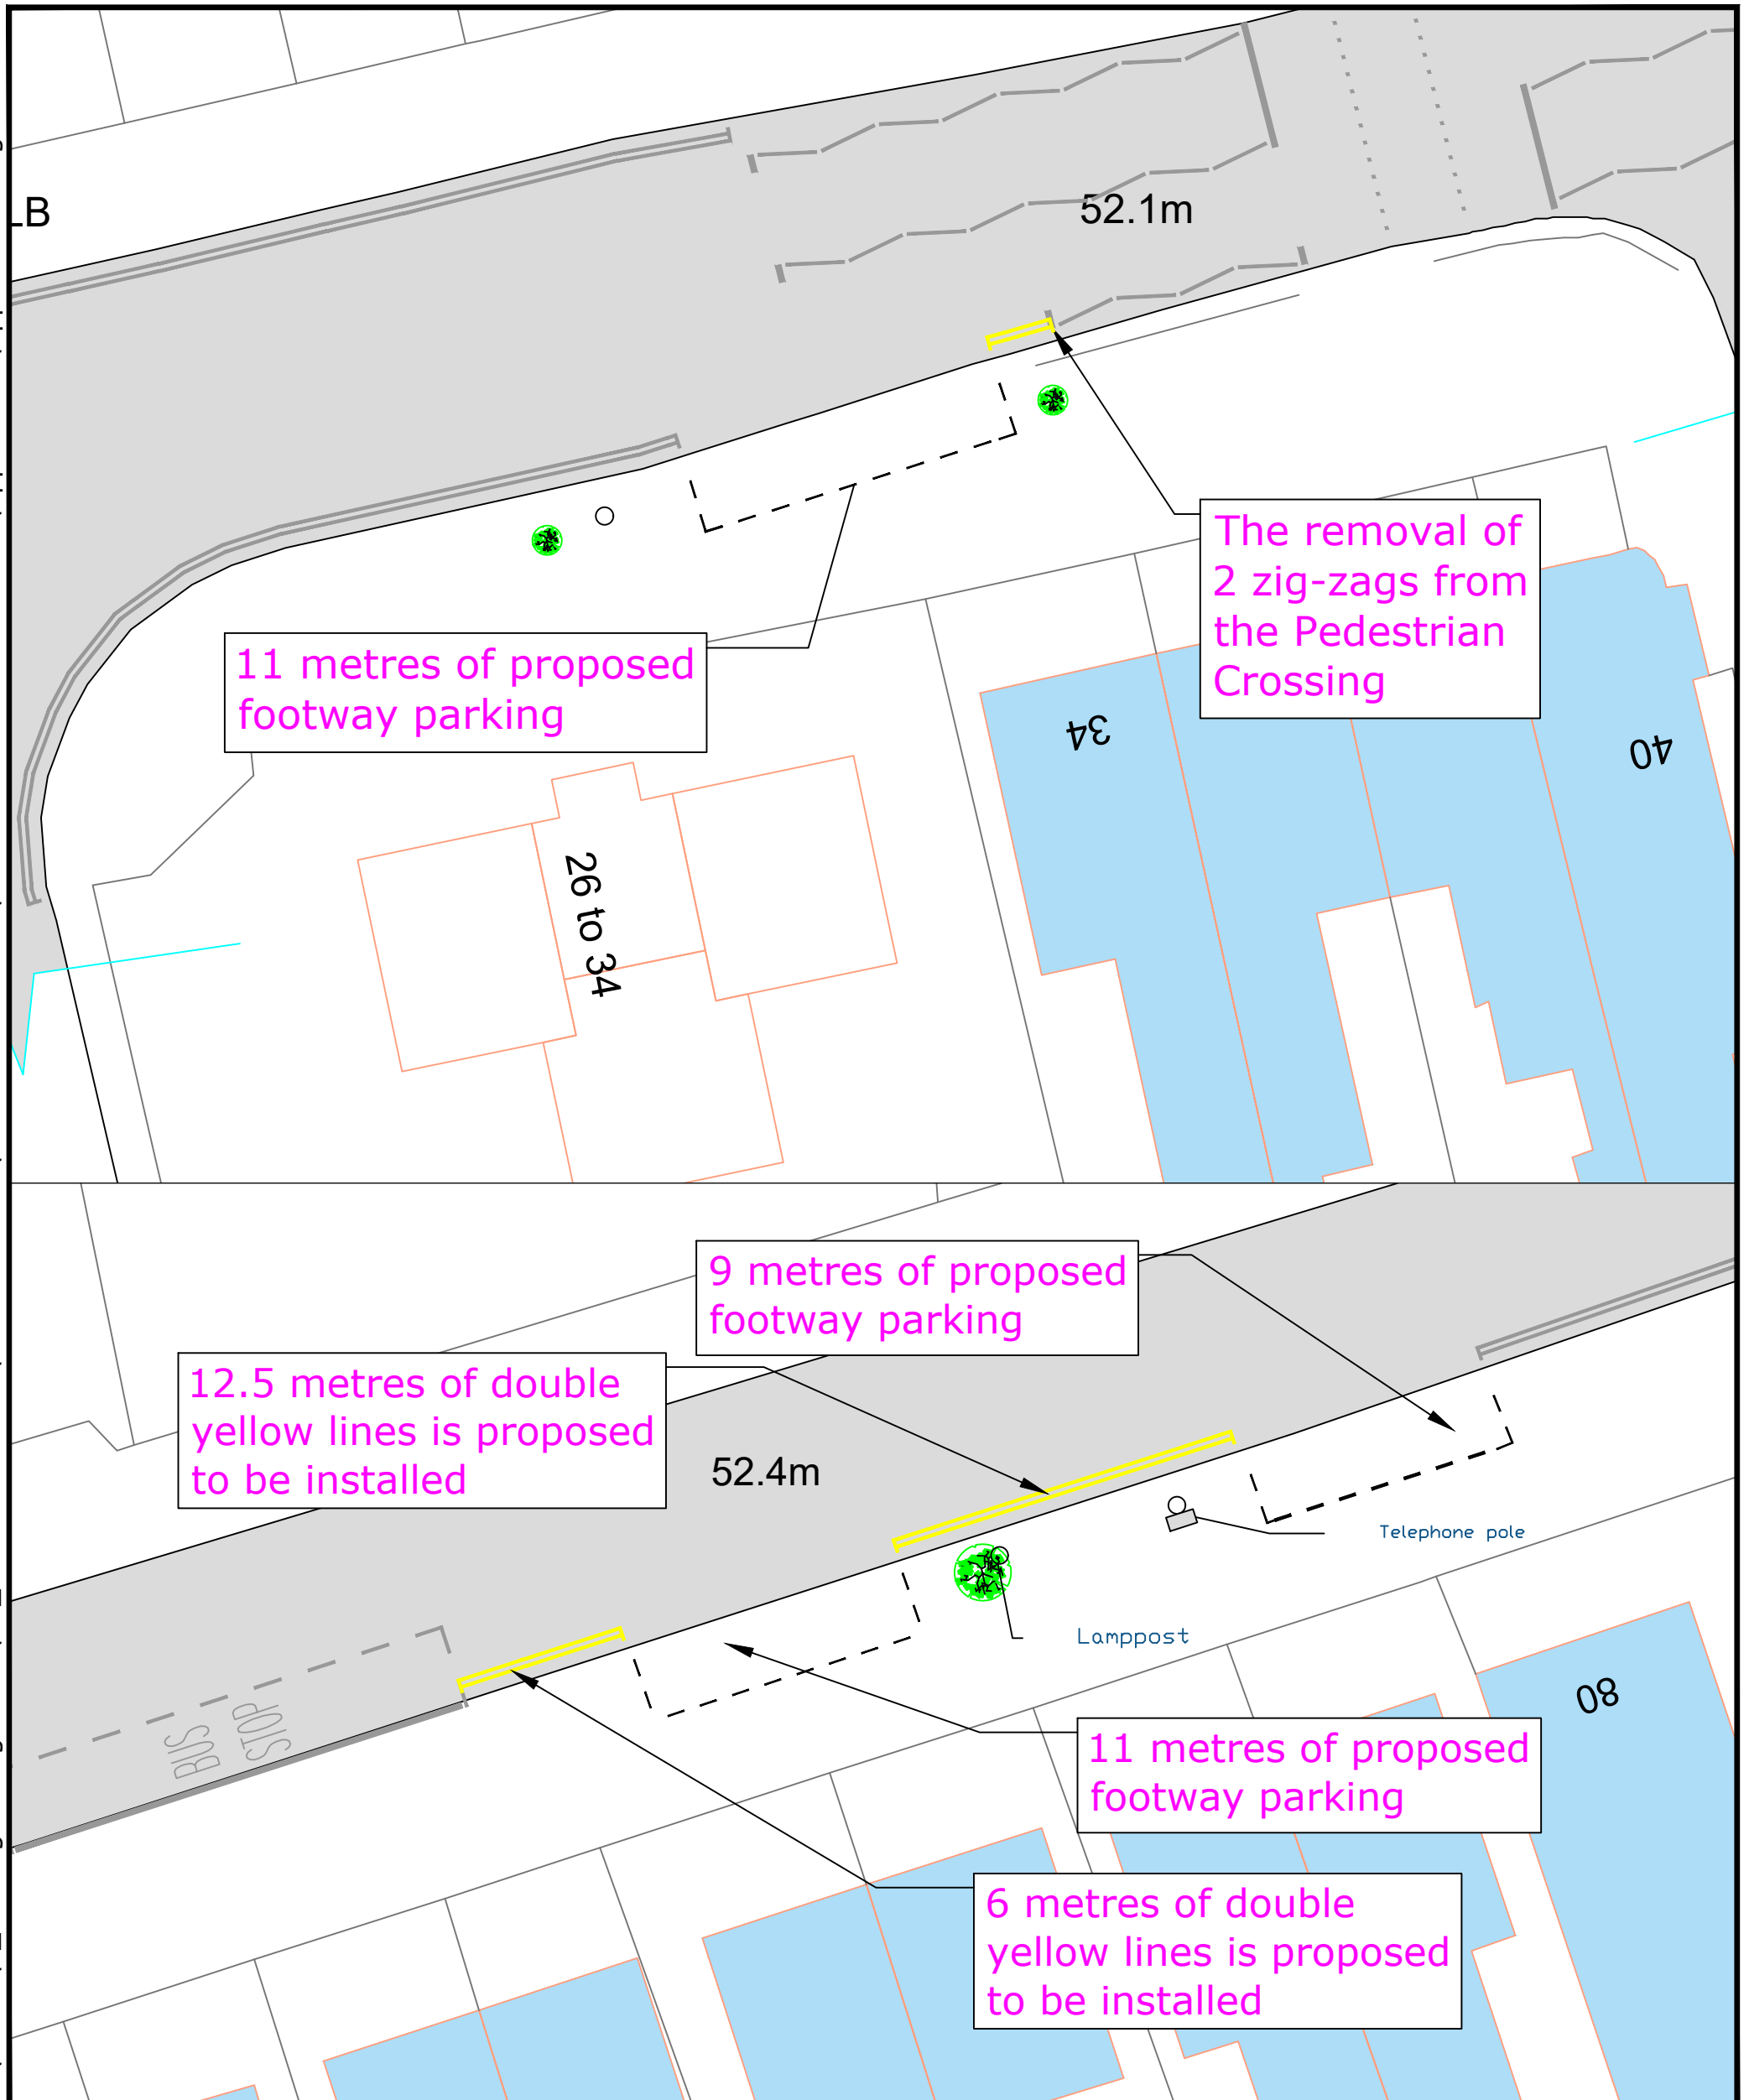 LB
52.1m
The removal of
2 zig-zags from
the Pedestrian
Crossing
11 metres of proposed
footway parking
34
40
26 to 34
9 metres of proposed
footway parking
12.5 metres of double
yellow lines is proposed
to be installed
52.4m
Telephone pole
Lamppost
BUS
STOP
80
11 metres of proposed
footway parking
6 metres of double
yellow lines is proposed
to be installed